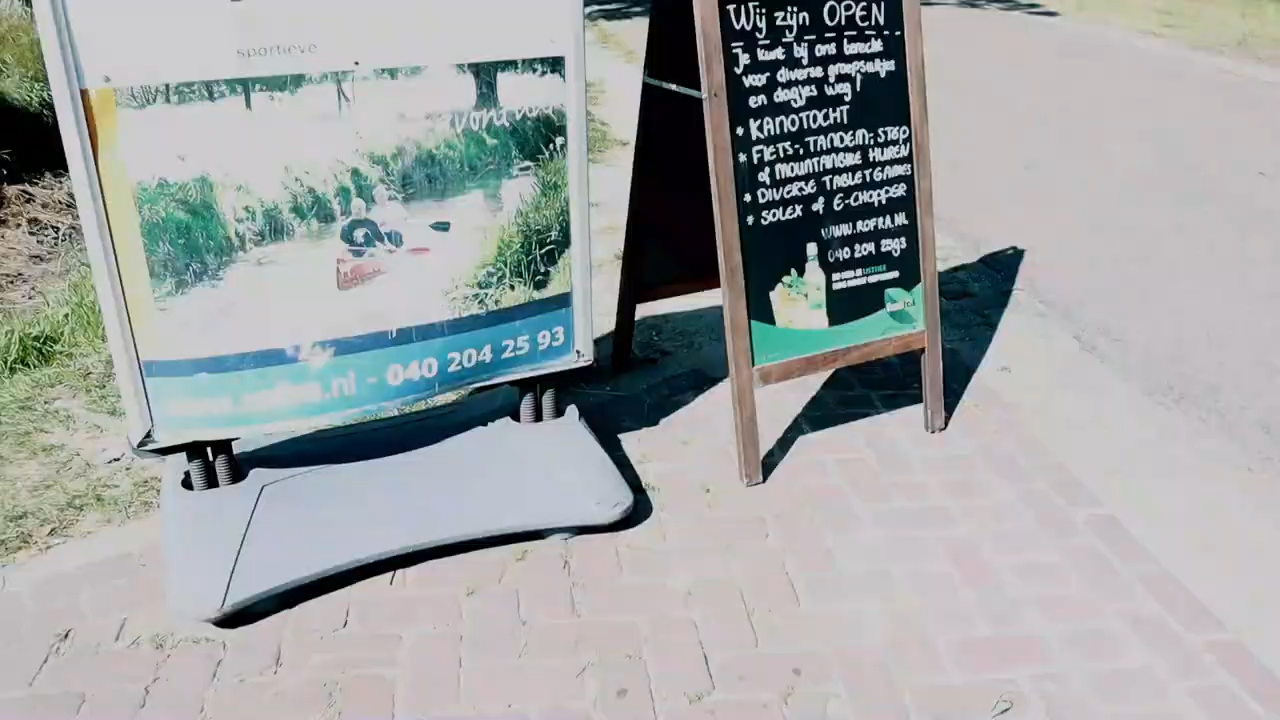 sportieve
040 204 25 93
Wij zijn OPEN
Je kunt bij ons terecht
voor diverse groepsuitjes
en dagjes weg!
* KANOTOCHT
* FIETS-, TANDEM-, STEP
of MOUNTAINBIKE HUREN
* DIVERSE TABLETGAMES
* SOLEX of E-CHOPPER
WWW.ROFRA.NL
040 204 2593